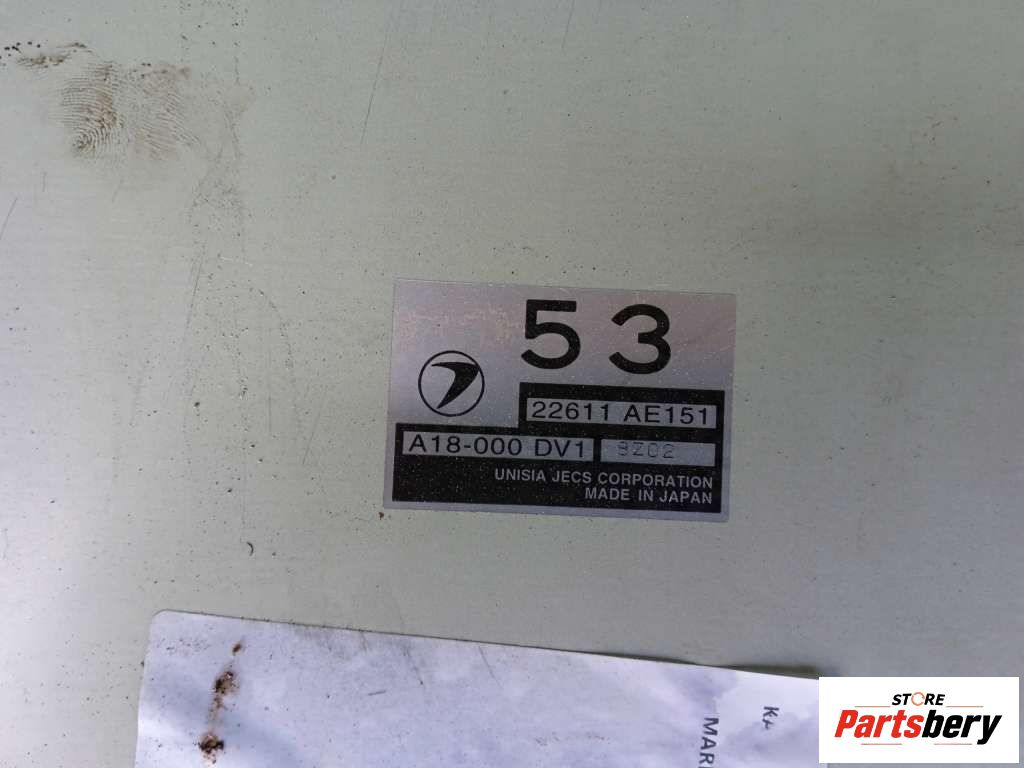 53
22611 AE151
A18-000 DV1 8Z02
UNISIA JECS CORPORATION
MADE IN JAPAN
STORE
Partsbery